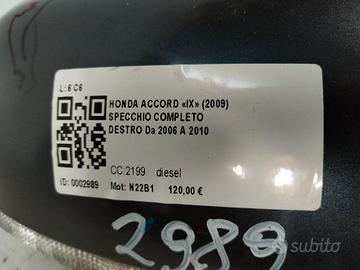 L: 6 C6
HONDA ACCORD «IX» (2009)
SPECCHIO COMPLETO
DESTRO Da 2006 A 2010
CC:2199 diesel
ID: 0002989
Mot: N22B1 120,00 €
2989
subito